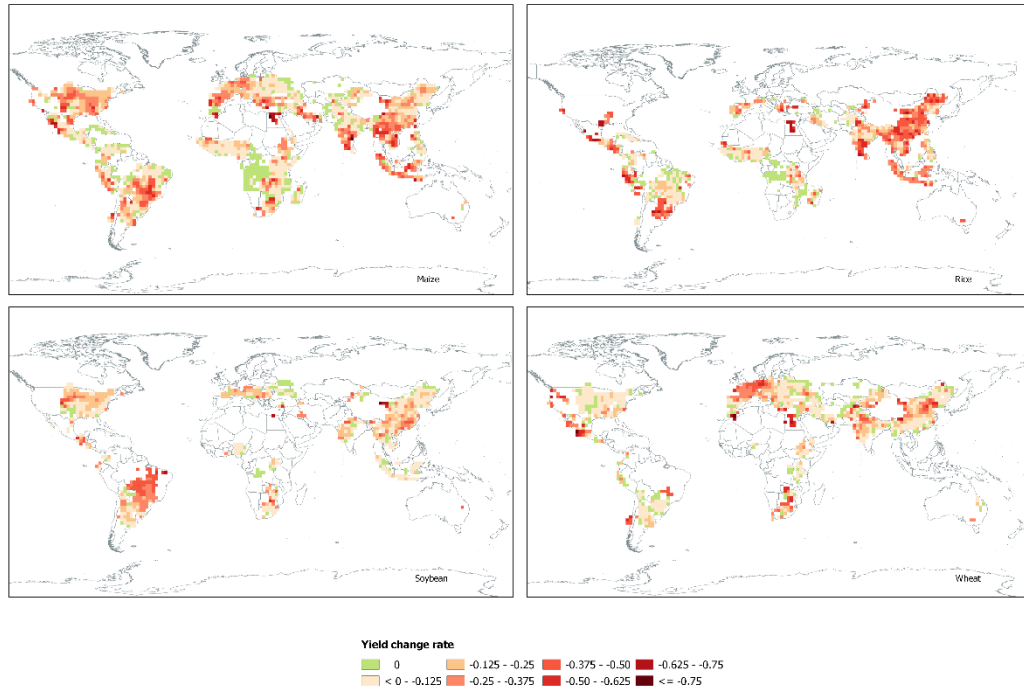 Maize
Rice
Soybean
Wheat
Yield change rate
0
-0.125 - -0.25
-0.375 - -0.50
-0.625 - -0.75
< 0 - -0.125
-0.25 - -0.375
-0.50 - -0.625
<= -0.75